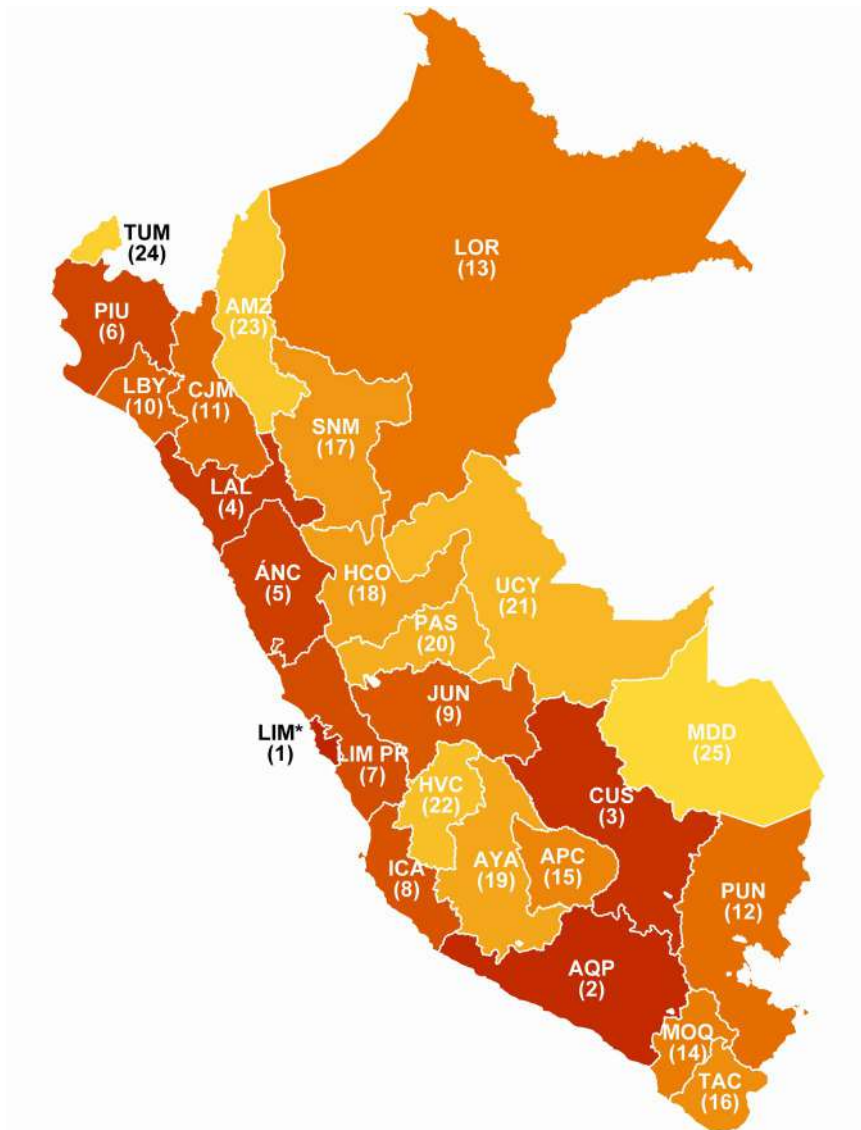 TUM
(24)
LOR
(13)
AMZ
(23)
PIU
(6)
LBY
(10)
CJM
(11)
SNM
(17)
LAL
(4)
ÁNC
(5)
HCO
(18)
UCY
(21)
PAS
(20)
JUN
(9)
LIM*
(1)
LIM PR
(7)
MDD
(25)
HVC
(22)
CUS
(3)
ICA
(8)
AYA
(19)
APC
(15)
PUN
(12)
AQP
(2)
MOQ
(14)
TAC
(16)